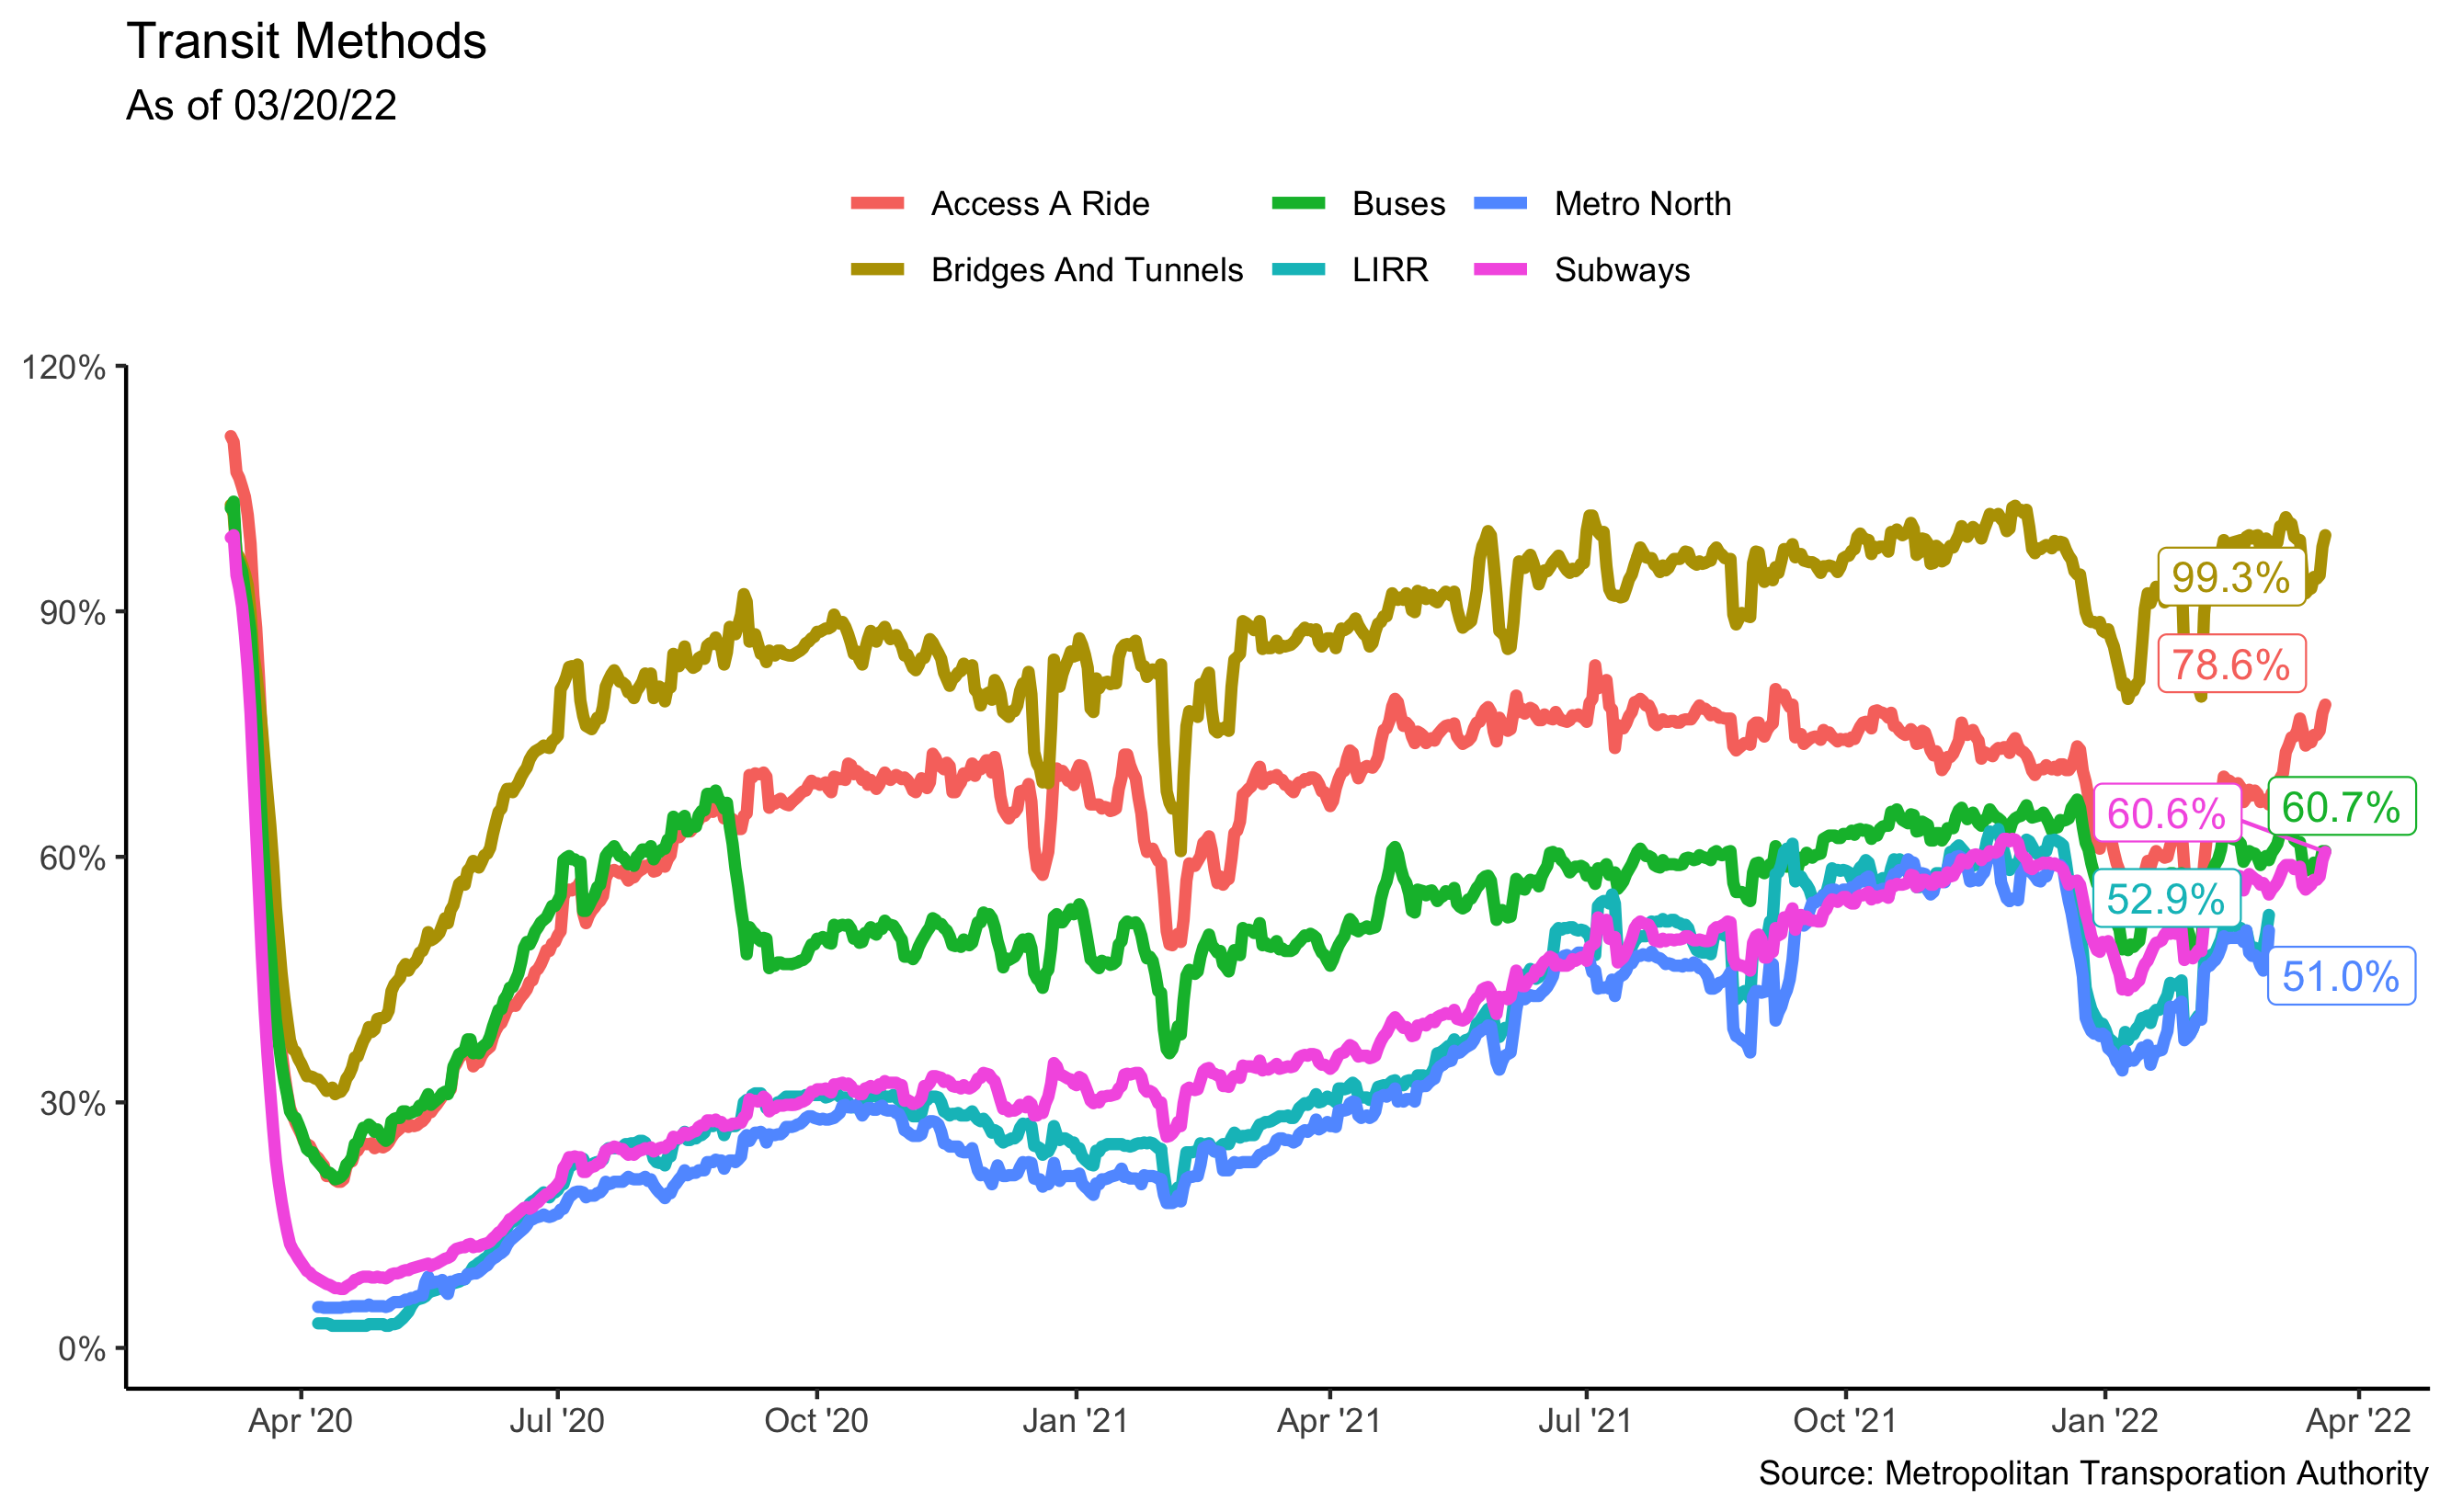 Transit Methods
As of 03/20/22
Access A Ride
Buses
Metro North
Bridges And Tunnels
LIRR
Subways
120%
90%
60%
30%
0%
99.3%
78.6%
60.6%
60.7%
52.9%
51.0%
Apr '20
Jul '20
Oct '20
Jan '21
Apr '21
Jul '21
Oct '21
Jan '22
Apr '22
Source: Metropolitan Transporation Authority